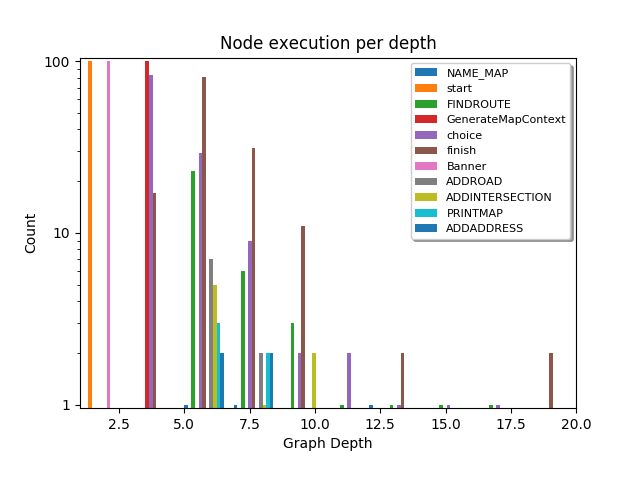 Node execution per depth
100
10
1
Count
NAME_MAP
start
FINDROUTE
GenerateMapContext
choice
finish
Banner
ADDROAD
ADDINTERSECTION
PRINTMAP
ADDADDRESS
2.5 5.0 7.5 10.0 12.5 15.0 17.5 20.0
Graph Depth